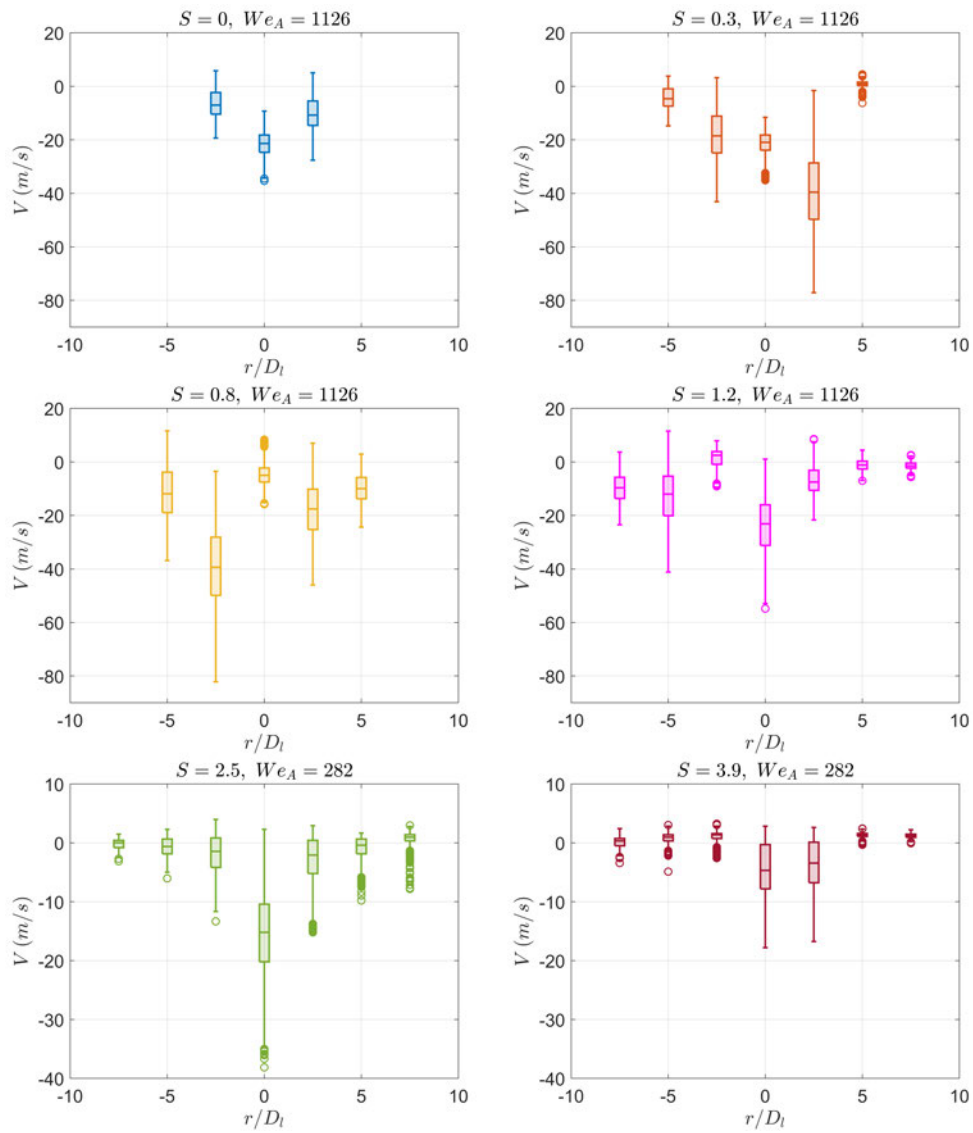 S = 0, We_A = 1126
20
0
-20
-40
-60
-80
V (m/s)
-10 -5 0 5 10
r/D_l
S = 0.3, We_A = 1126
20
0
-20
-40
-60
-80
V (m/s)
-10 -5 0 5 10
r/D_l
S = 0.8, We_A = 1126
20
0
-20
-40
-60
-80
V (m/s)
-10 -5 0 5 10
r/D_l
S = 1.2, We_A = 1126
20
0
-20
-40
-60
-80
V (m/s)
-10 -5 0 5 10
r/D_l
S = 2.5, We_A = 282
10
0
-10
-20
-30
-40
V (m/s)
-10 -5 0 5 10
r/D_l
S = 3.9, We_A = 282
10
0
-10
-20
-30
-40
V (m/s)
-10 -5 0 5 10
r/D_l